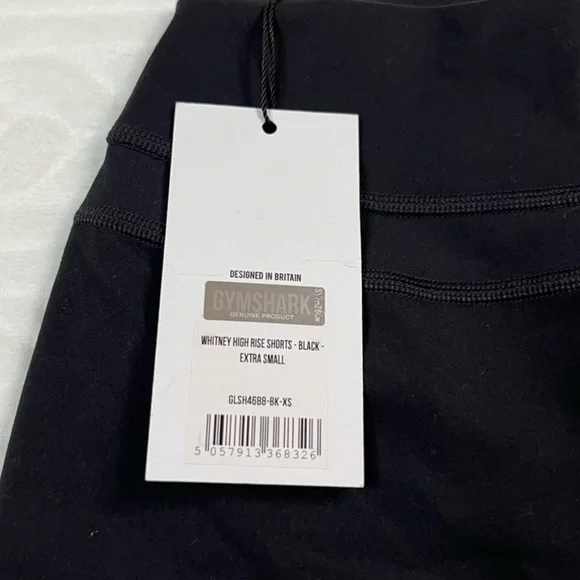 DESIGNED IN BRITAIN
GYMSHARK
GENUINE PRODUCT
WHITNEY HIGH RISE SHORTS - BLACK -
EXTRA SMALL
GLSH4688-BK-XS
5 057913 368326